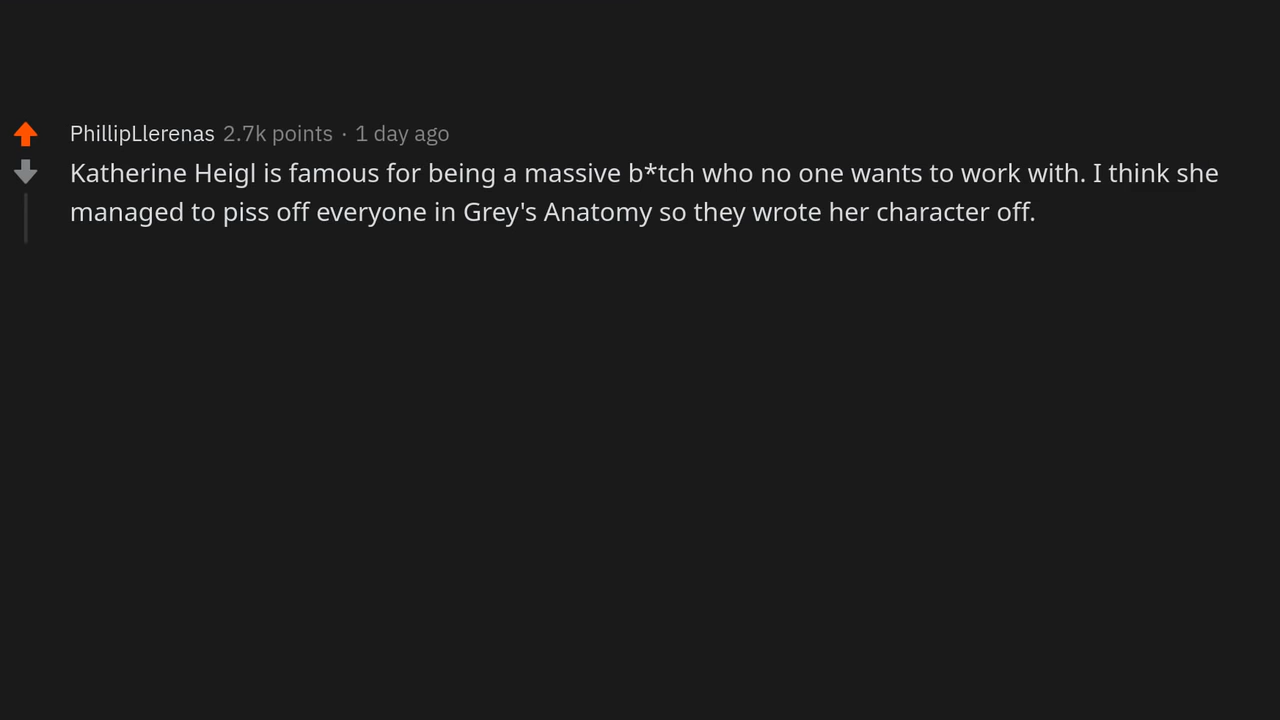 PhillipLlerenas 2.7k points · 1 day ago
Katherine Heigl is famous for being a massive b*tch who no one wants to work with. I think she
managed to piss off everyone in Grey's Anatomy so they wrote her character off.